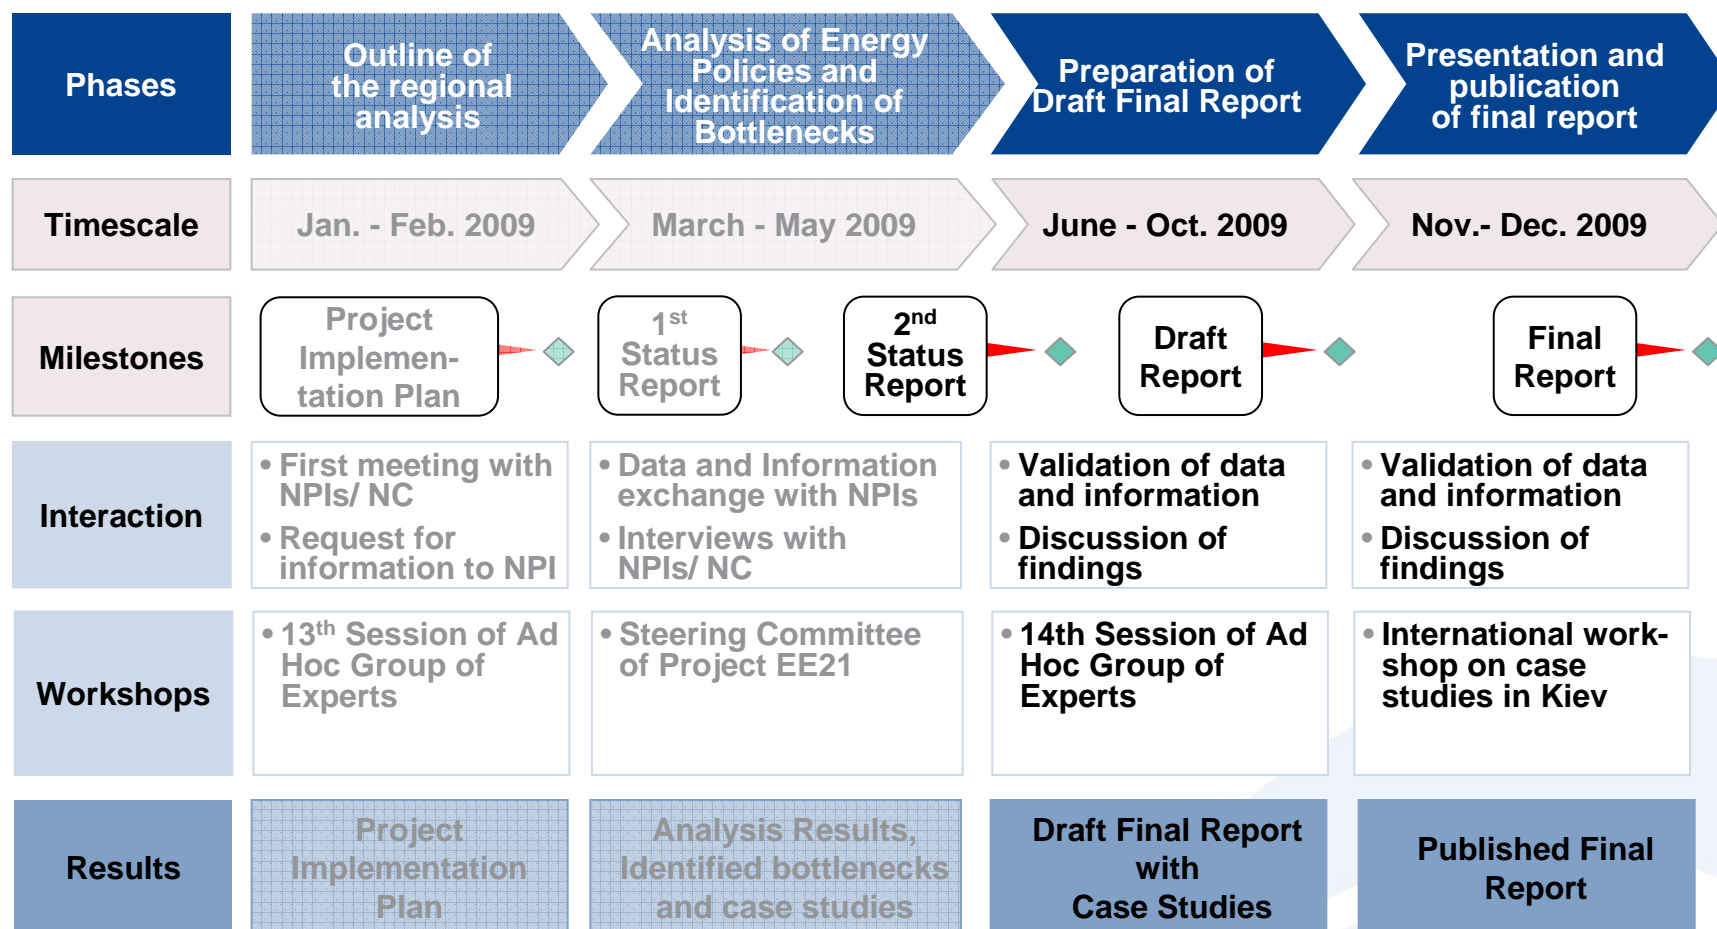 Phases
Outline of
the regional
analysis
Analysis of Energy
Policies and
Identification of
Bottlenecks
Preparation of
Draft Final Report
Presentation and
publication
of final report
Timescale
Jan. - Feb. 2009
March - May 2009
June - Oct. 2009
Nov.- Dec. 2009
Milestones
Project
Implemen-
tation Plan
1st
Status
Report
2nd
Status
Report
Draft
Report
Final
Report
Interaction
• First meeting with
NPIs/ NC
• Request for
information to NPI
• Data and Information
exchange with NPIs
• Interviews with
NPIs/ NC
• Validation of data
and information
• Discussion of
findings
• Validation of data
and information
• Discussion of
findings
Workshops
• 13th Session of Ad
Hoc Group of
Experts
• Steering Committee
of Project EE21
• 14th Session of Ad
Hoc Group of
Experts
• International work-
shop on case
studies in Kiev
Results
Project
Implementation
Plan
Analysis Results,
Identified bottlenecks
and case studies
Draft Final Report
with
Case Studies
Published Final
Report